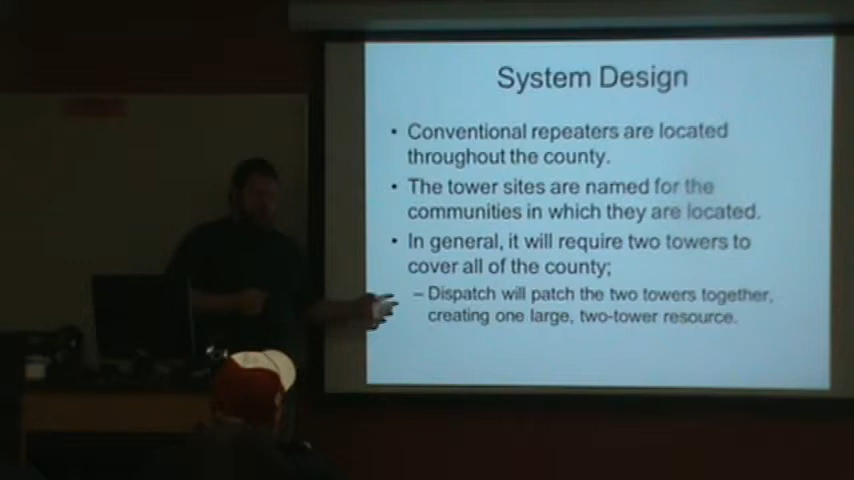 System Design
• Conventional repeaters are located
throughout the county.
• The tower sites are named for the
communities in which they are located.
• In general, it will require two towers to
cover all of the county;
– Dispatch will patch the two towers together,
creating one large, two-tower resource.